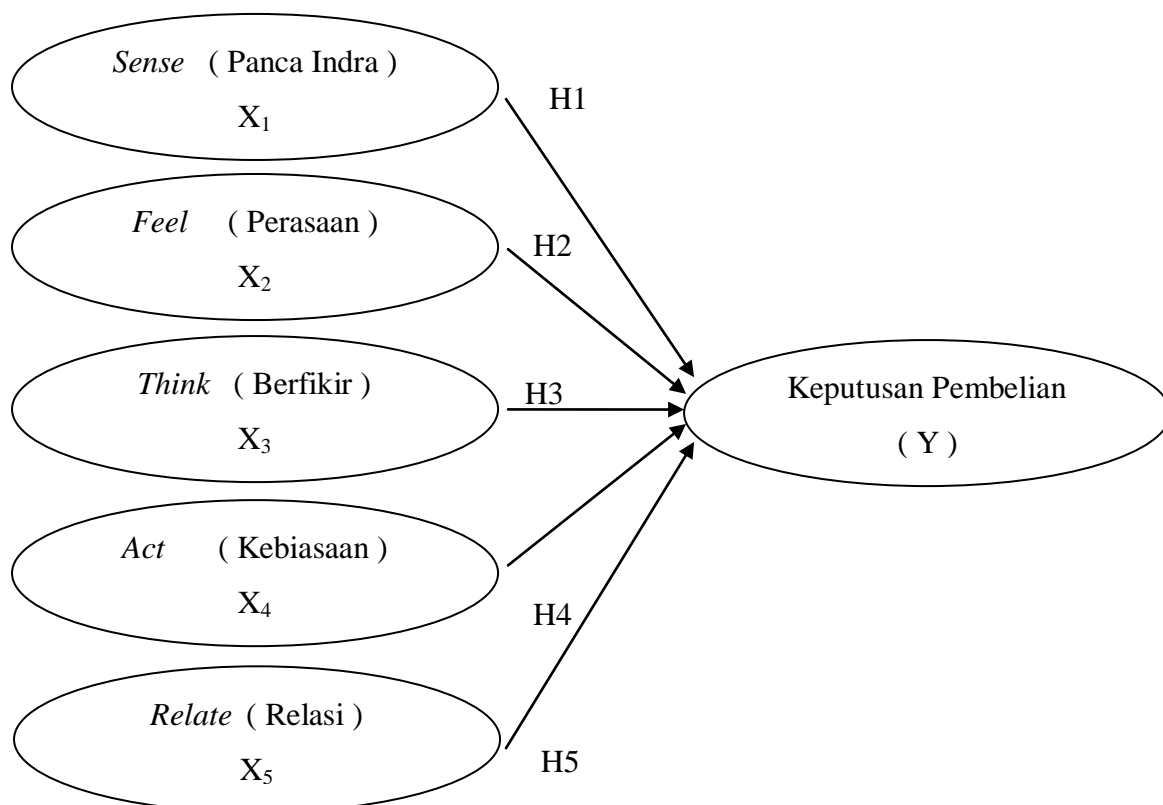 Sense ( Panca Indra )
X₁
H1
Feel ( Perasaan )
X₂
H2
Think ( Berfikir )
X₃
H3
Keputusan Pembelian
( Y )
Act ( Kebiasaan )
X₄
H4
Relate ( Relasi )
X₅
H5